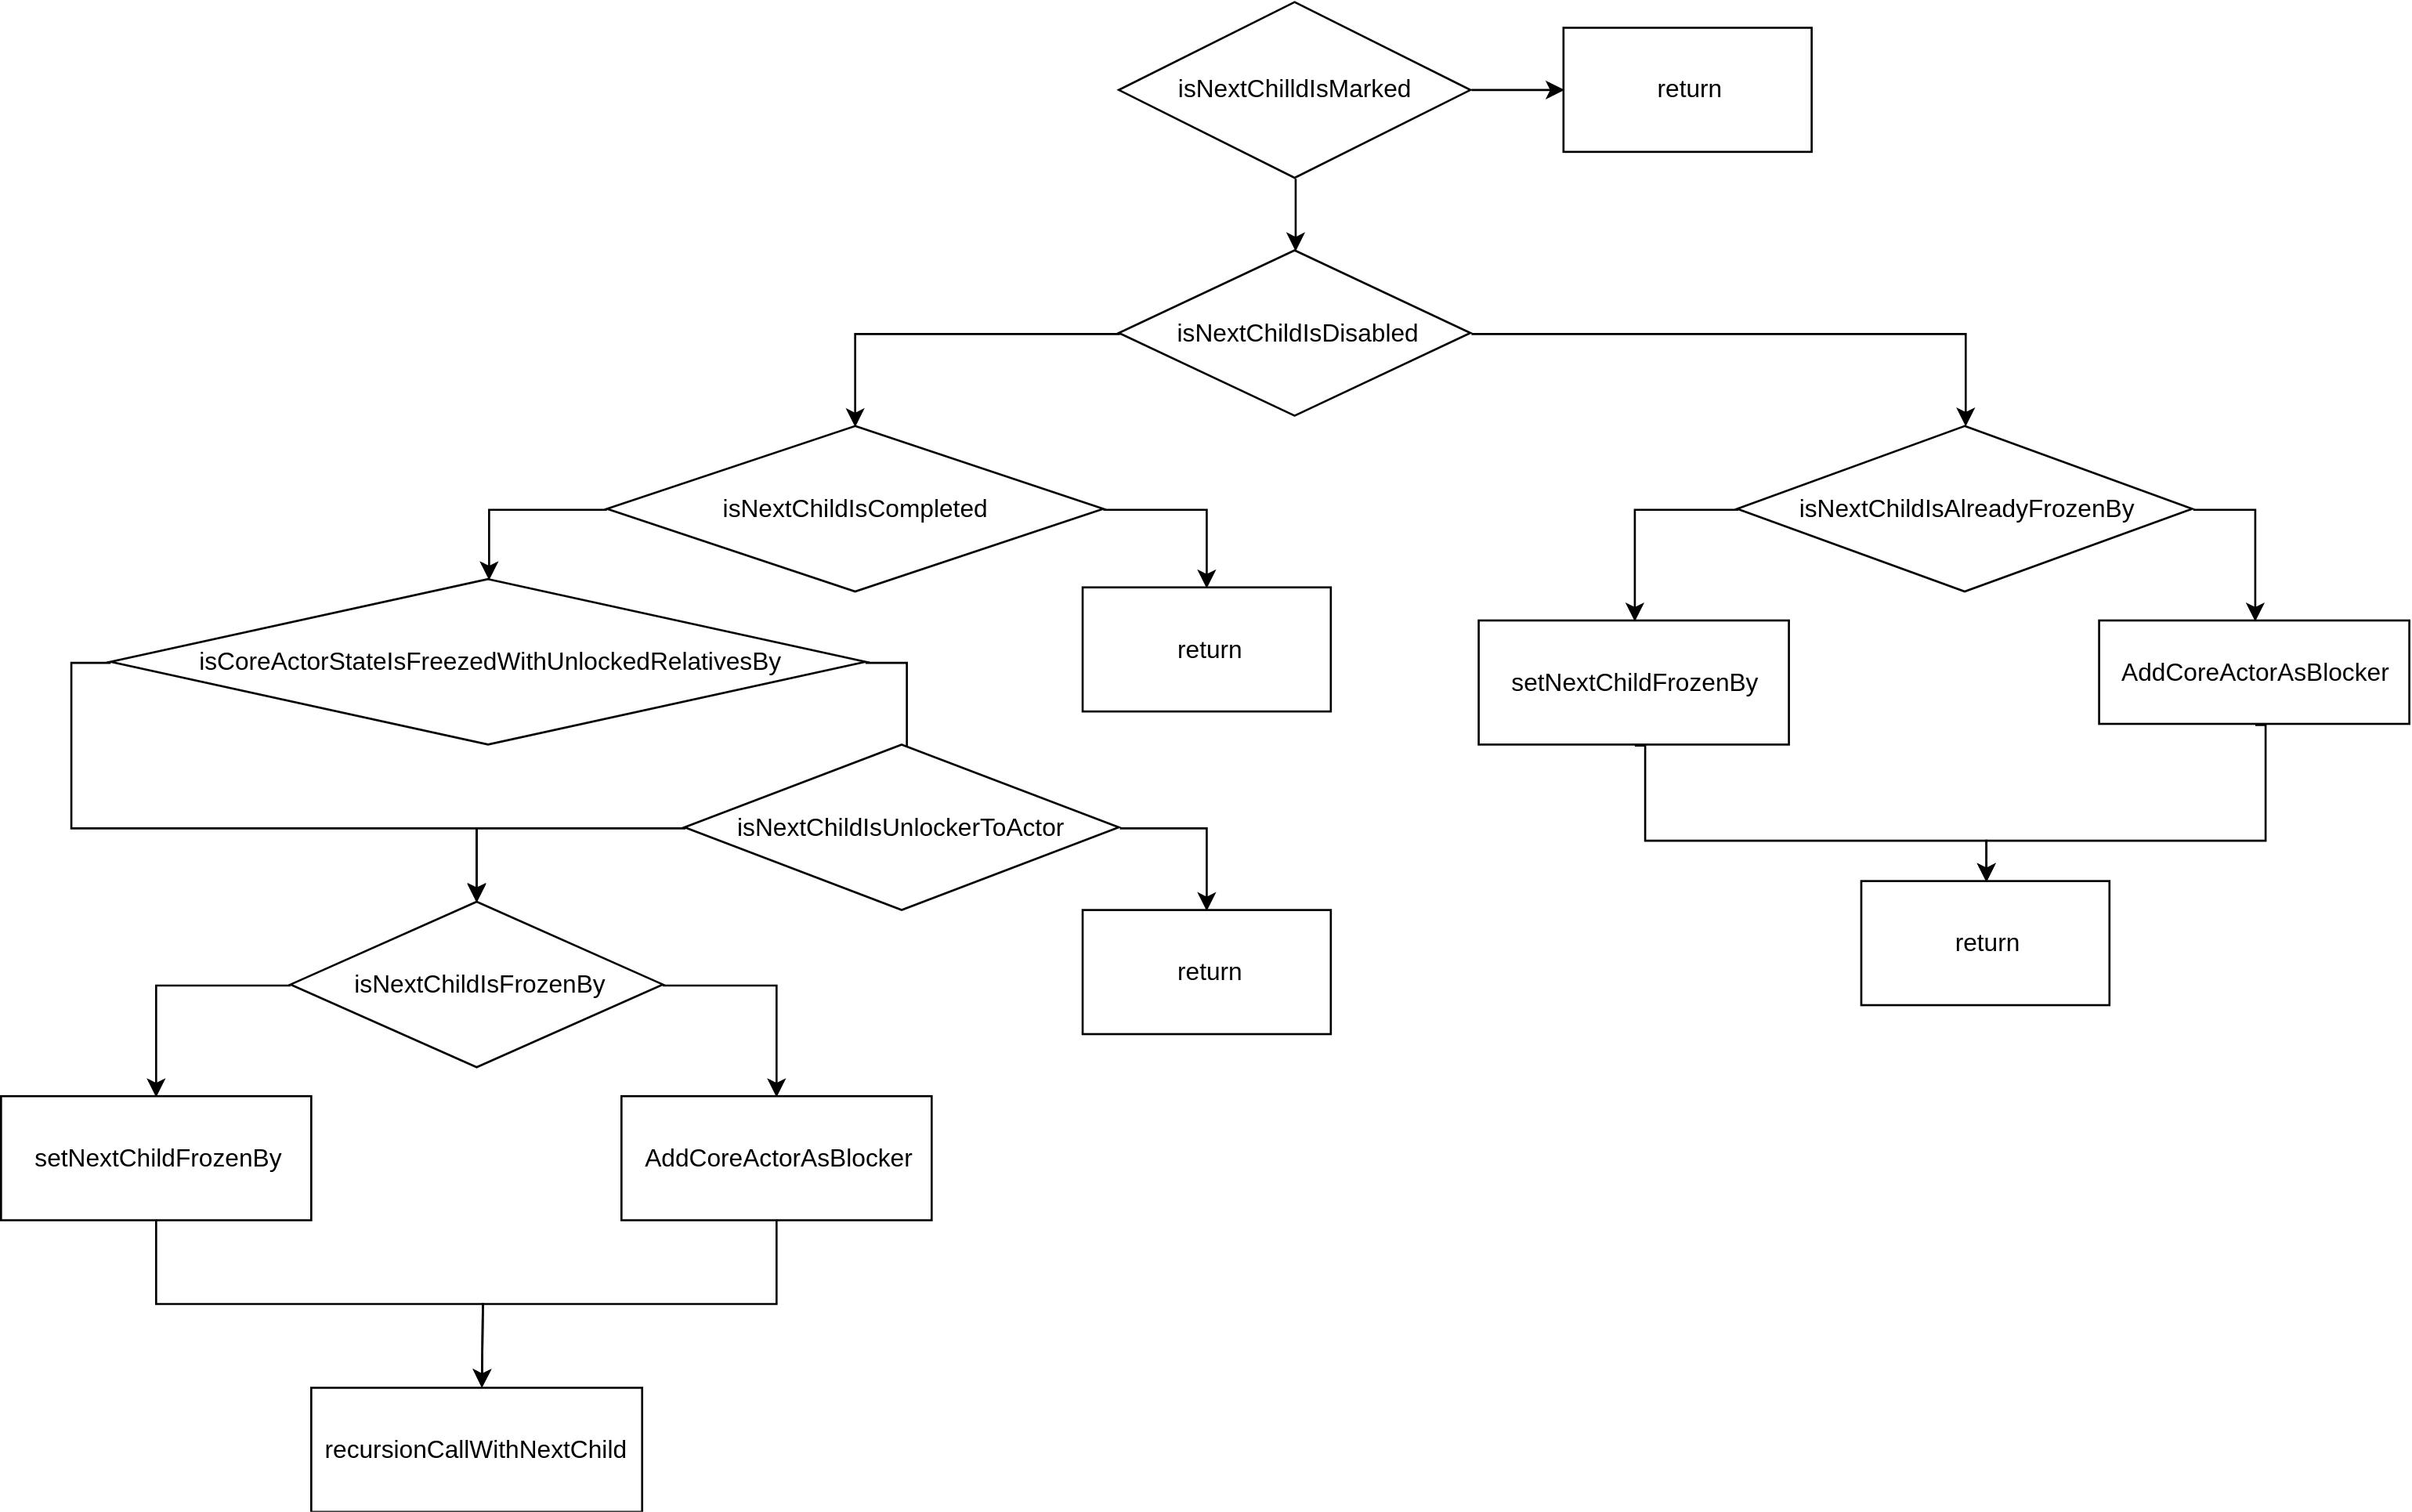 isNextChilldIsMarked
return
isNextChildIsDisabled
isNextChildIsCompleted
isNextChildIsAlreadyFrozenBy
isCoreActorStateIsFreezedWithUnlockedRelativesBy
return
setNextChildFrozenBy
AddCoreActorAsBlocker
isNextChildIsUnlockerToActor
return
return
isNextChildIsFrozenBy
setNextChildFrozenBy
AddCoreActorAsBlocker
recursionCallWithNextChild